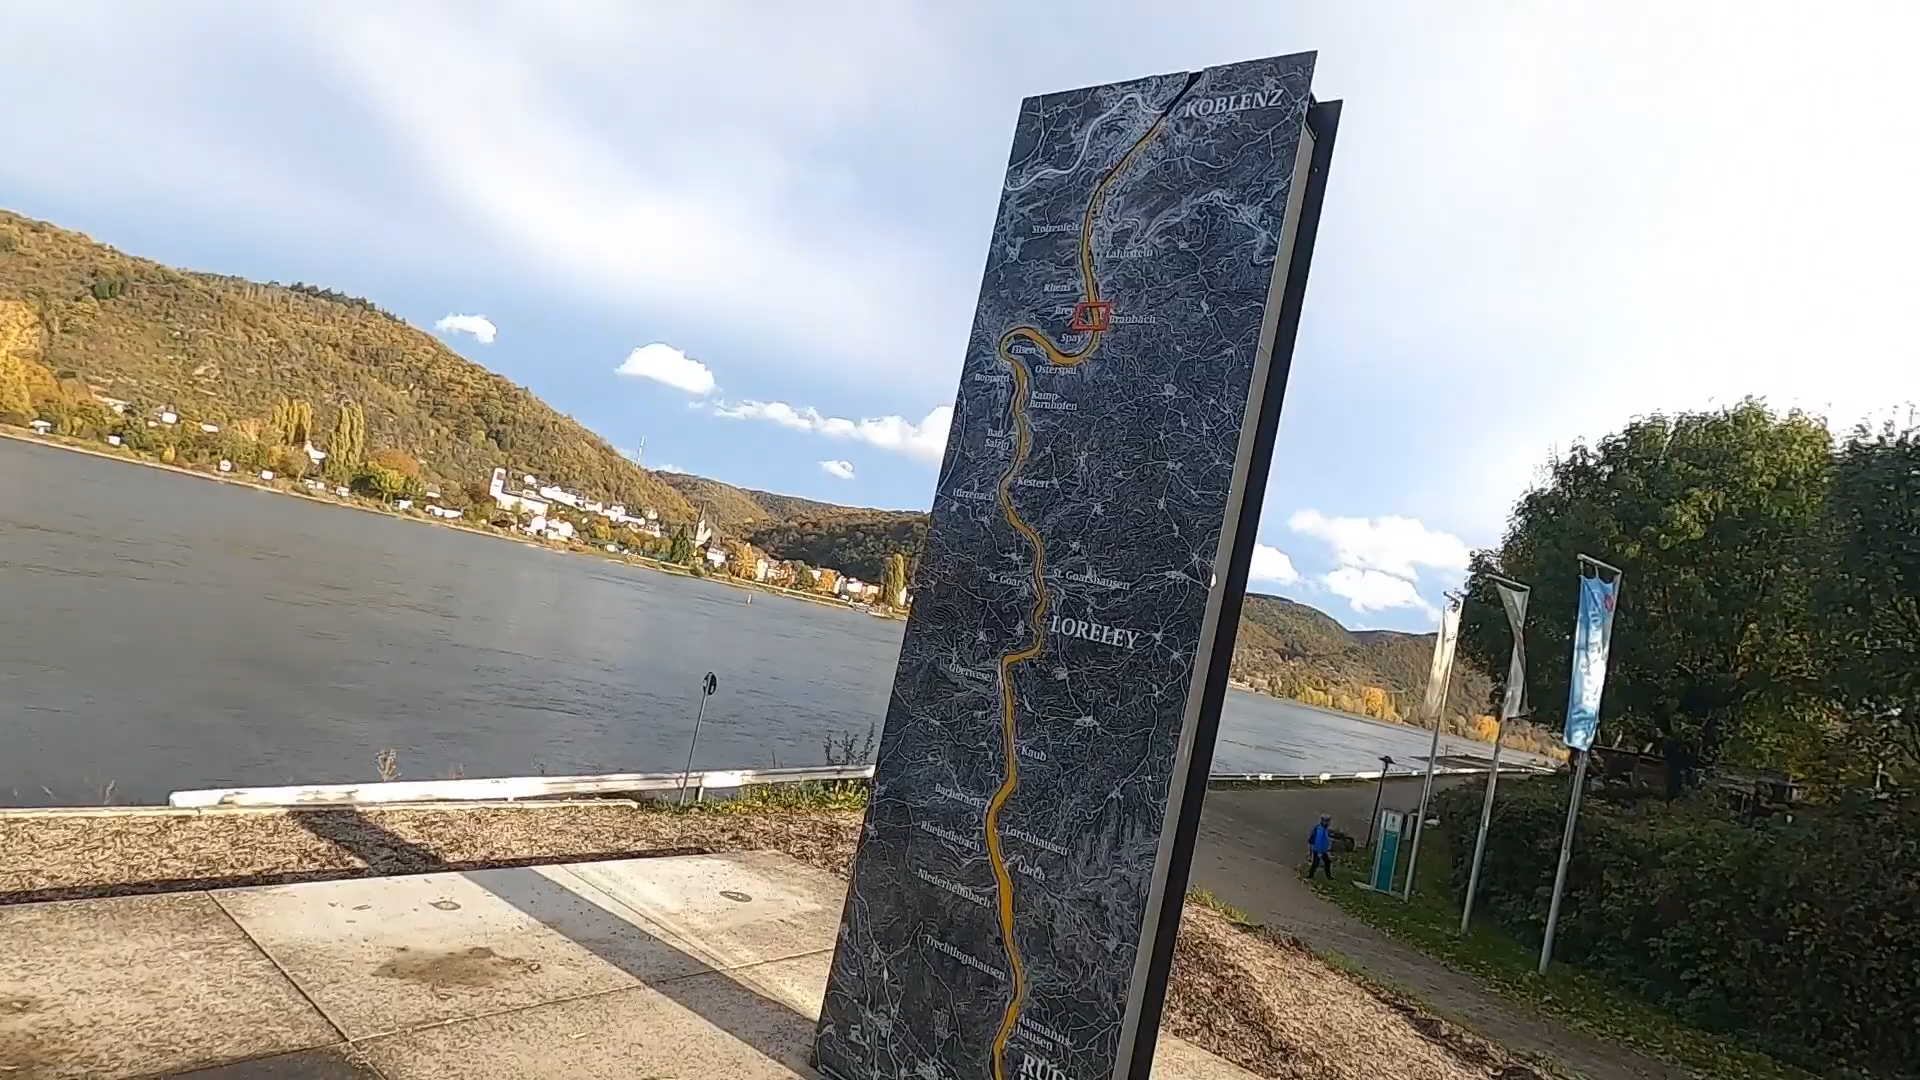 KOBLENZ
Stolzenfels
Lahnstein
Rhens
Brey
Braubach
Spay
Filsen
Osterspai
Boppard
Kamp-
Bornhofen
Bad
Salzig
Kestert
Hirzenach
St. Goar
St. Goarshausen
LORELEY
Oberwesel
Kaub
Bacharach
Lorchhausen
Rheindiebach
Lorch
Niederheimbach
Trechtingshausen
Assmanns-
hausen